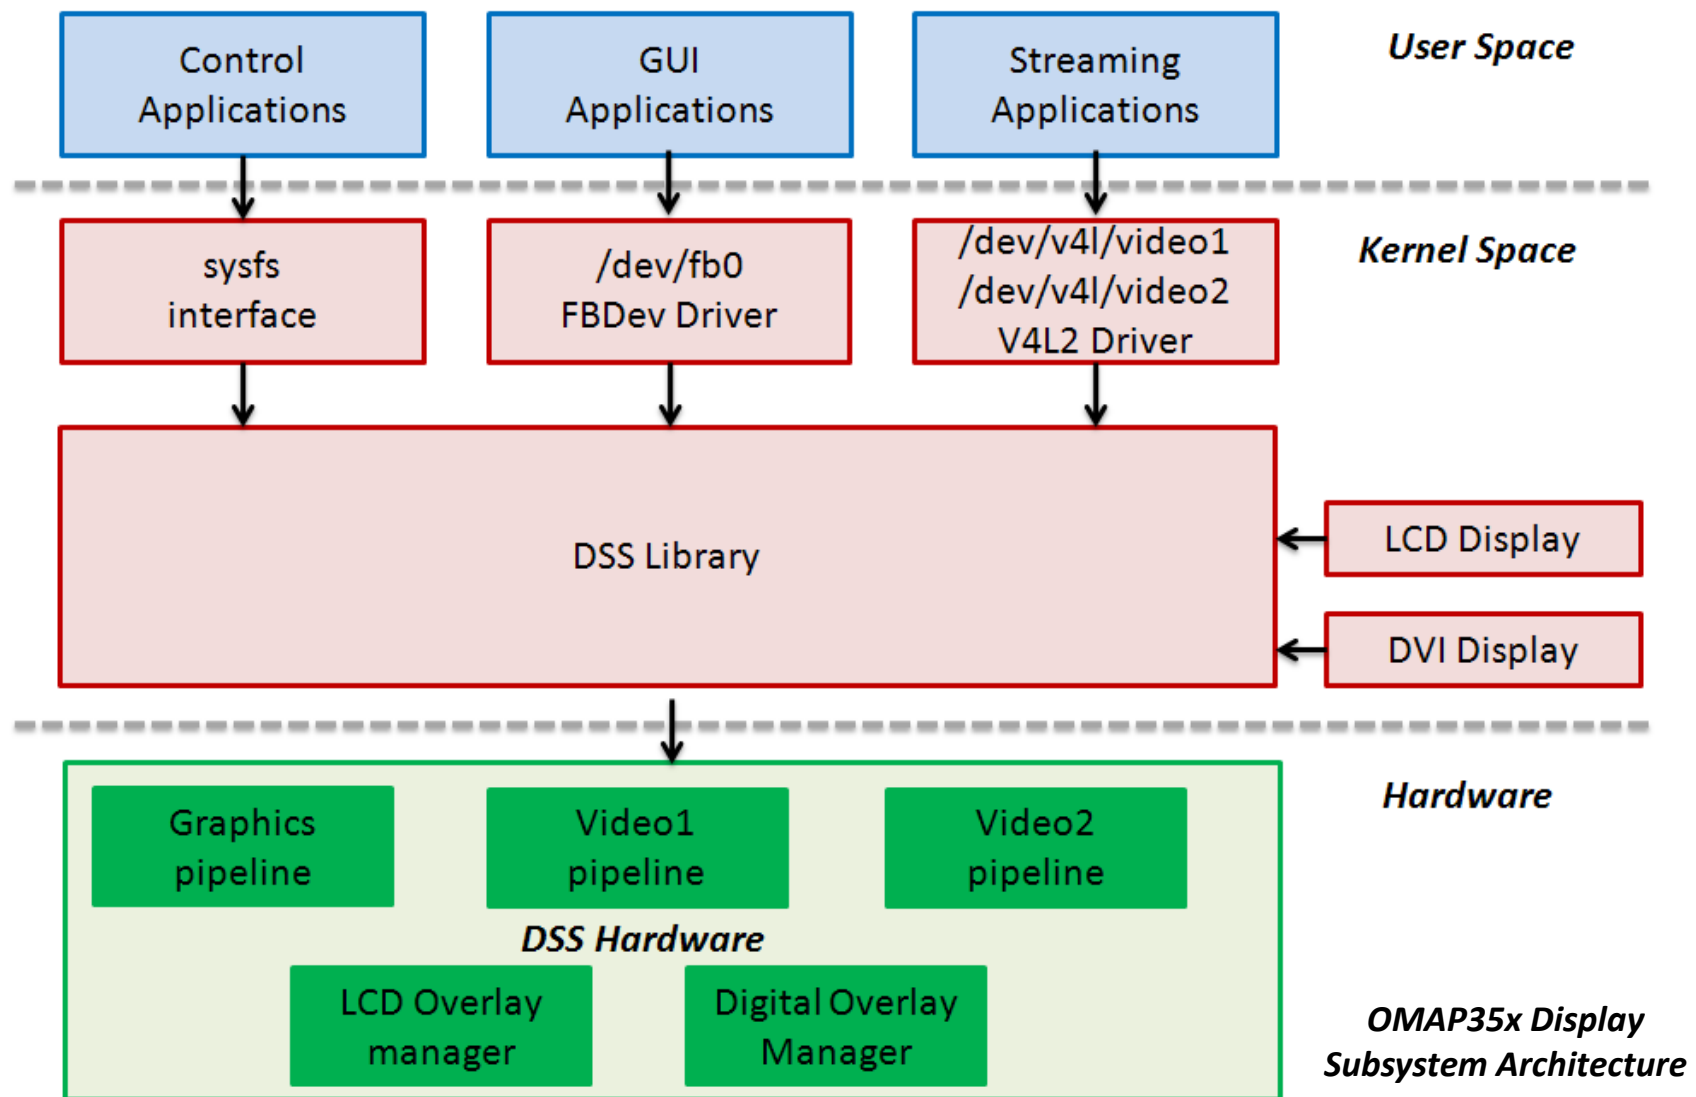 Control
Applications
GUI
Applications
Streaming
Applications
User Space
sysfs
interface
/dev/fb0
FBDev Driver
/dev/v4l/video1
/dev/v4l/video2
V4L2 Driver
Kernel Space
DSS Library
LCD Display
DVI Display
Hardware
Graphics
pipeline
Video1
pipeline
Video2
pipeline
DSS Hardware
LCD Overlay
manager
Digital Overlay
Manager
OMAP35x Display
Subsystem Architecture